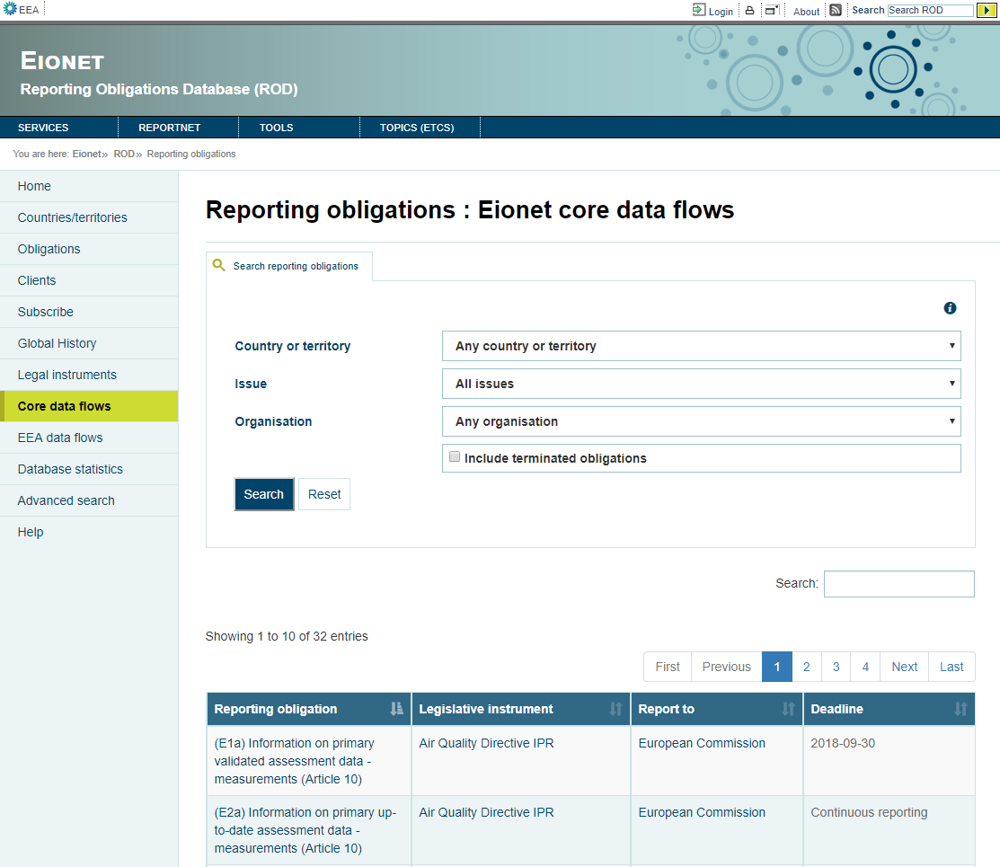 EEA
Login
About
Search Search ROD
EIONET
Reporting Obligations Database (ROD)
SERVICES REPORTNET TOOLS TOPICS (ETCS)
You are here: Eionet» ROD» Reporting obligations
Home
Countries/territories
Obligations
Clients
Subscribe
Global History
Legal instruments
Core data flows
EEA data flows
Database statistics
Advanced search
Help
Reporting obligations : Eionet core data flows
Search reporting obligations
Country or territory Any country or territory
Issue All issues
Organisation Any organisation
Include terminated obligations
Search Reset
Search:
Showing 1 to 10 of 32 entries
First Previous 1 2 3 4 Next Last
Reporting obligation Legislative instrument Report to Deadline
(E1a) Information on primary
validated assessment data -
measurements (Article 10)
Air Quality Directive IPR
European Commission
2018-09-30
(E2a) Information on primary up-
to-date assessment data -
measurements (Article 10)
Air Quality Directive IPR
European Commission
Continuous reporting